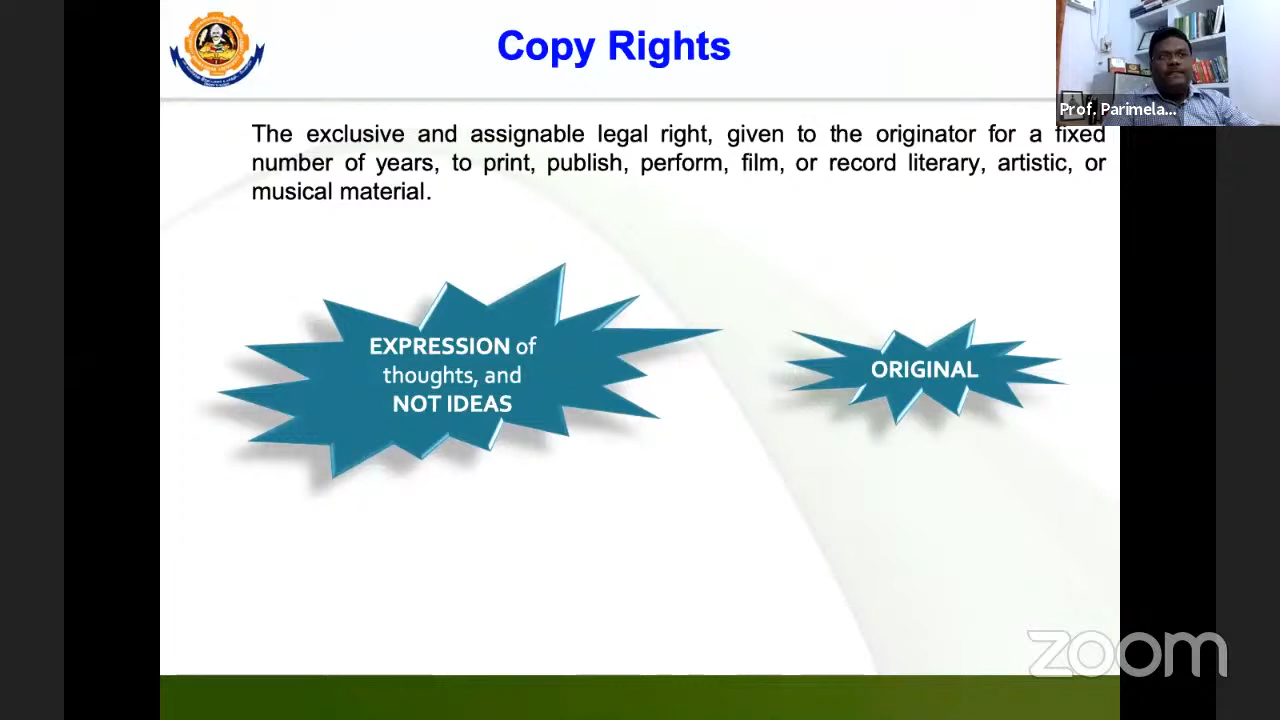 Copy Rights
Prof. Parimela...
The exclusive and assignable legal right, given to the originator for a fixed
number of years, to print, publish, perform, film, or record literary, artistic, or
musical material.
EXPRESSION of
thoughts, and
NOT IDEAS
ORIGINAL
zoom